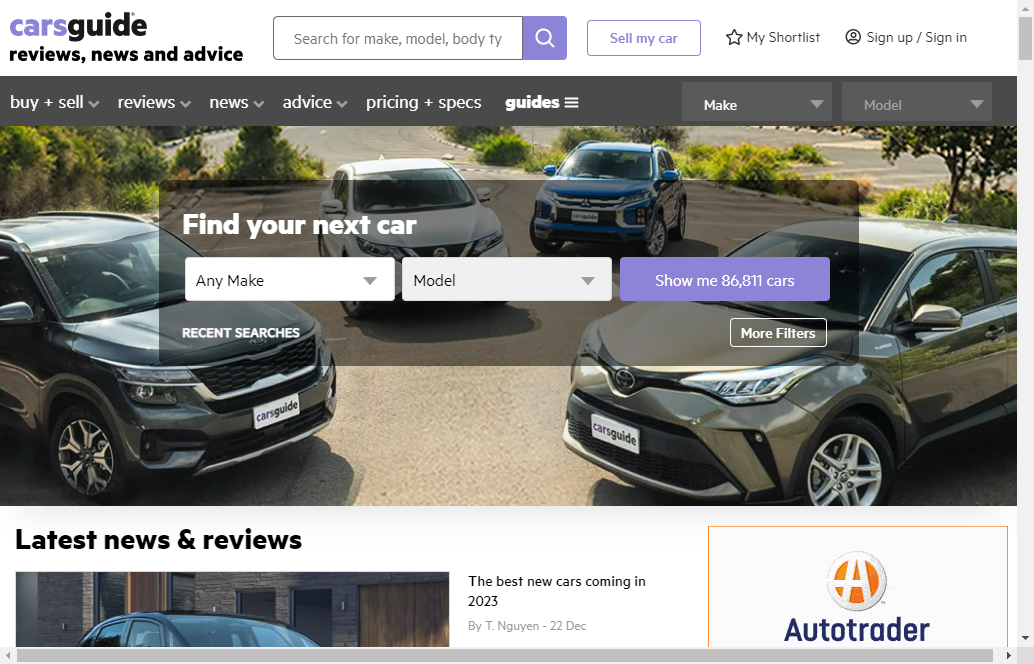 carsguide
reviews, news and advice
Search for make, model, body ty
Sell my car
My Shortlist
Sign up / Sign in
buy + sell
reviews
news
advice
pricing + specs
guides
Make
Model
carsguide
Find your next car
Any Make
Model
Show me 86,811 cars
RECENT SEARCHES
More Filters
carsguide
carsguide
Latest news & reviews
The best new cars coming in
2023
By T. Nguyen - 22 Dec
Autotrader